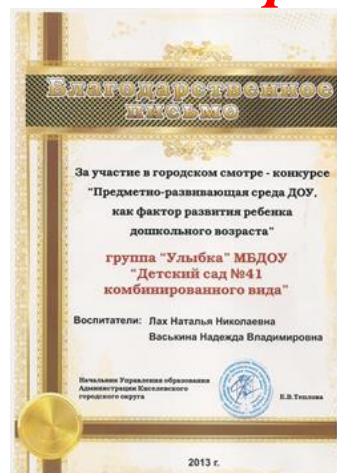 Благодарственное
письмо
За участие в городском смотре - конкурсе
"Предметно-развивающая среда ДОУ,
как фактор развития ребенка
дошкольного возраста"
группа "Улыбка" МБДОУ
"Детский сад №41
комбинированного вида"
Воспитатели: Лах Наталья Николаевна
Васькина Надежда Владимировна
Начальник Управления образования
Администрации Киселевского
городского округа
Е.В.Теплова
2013 г.